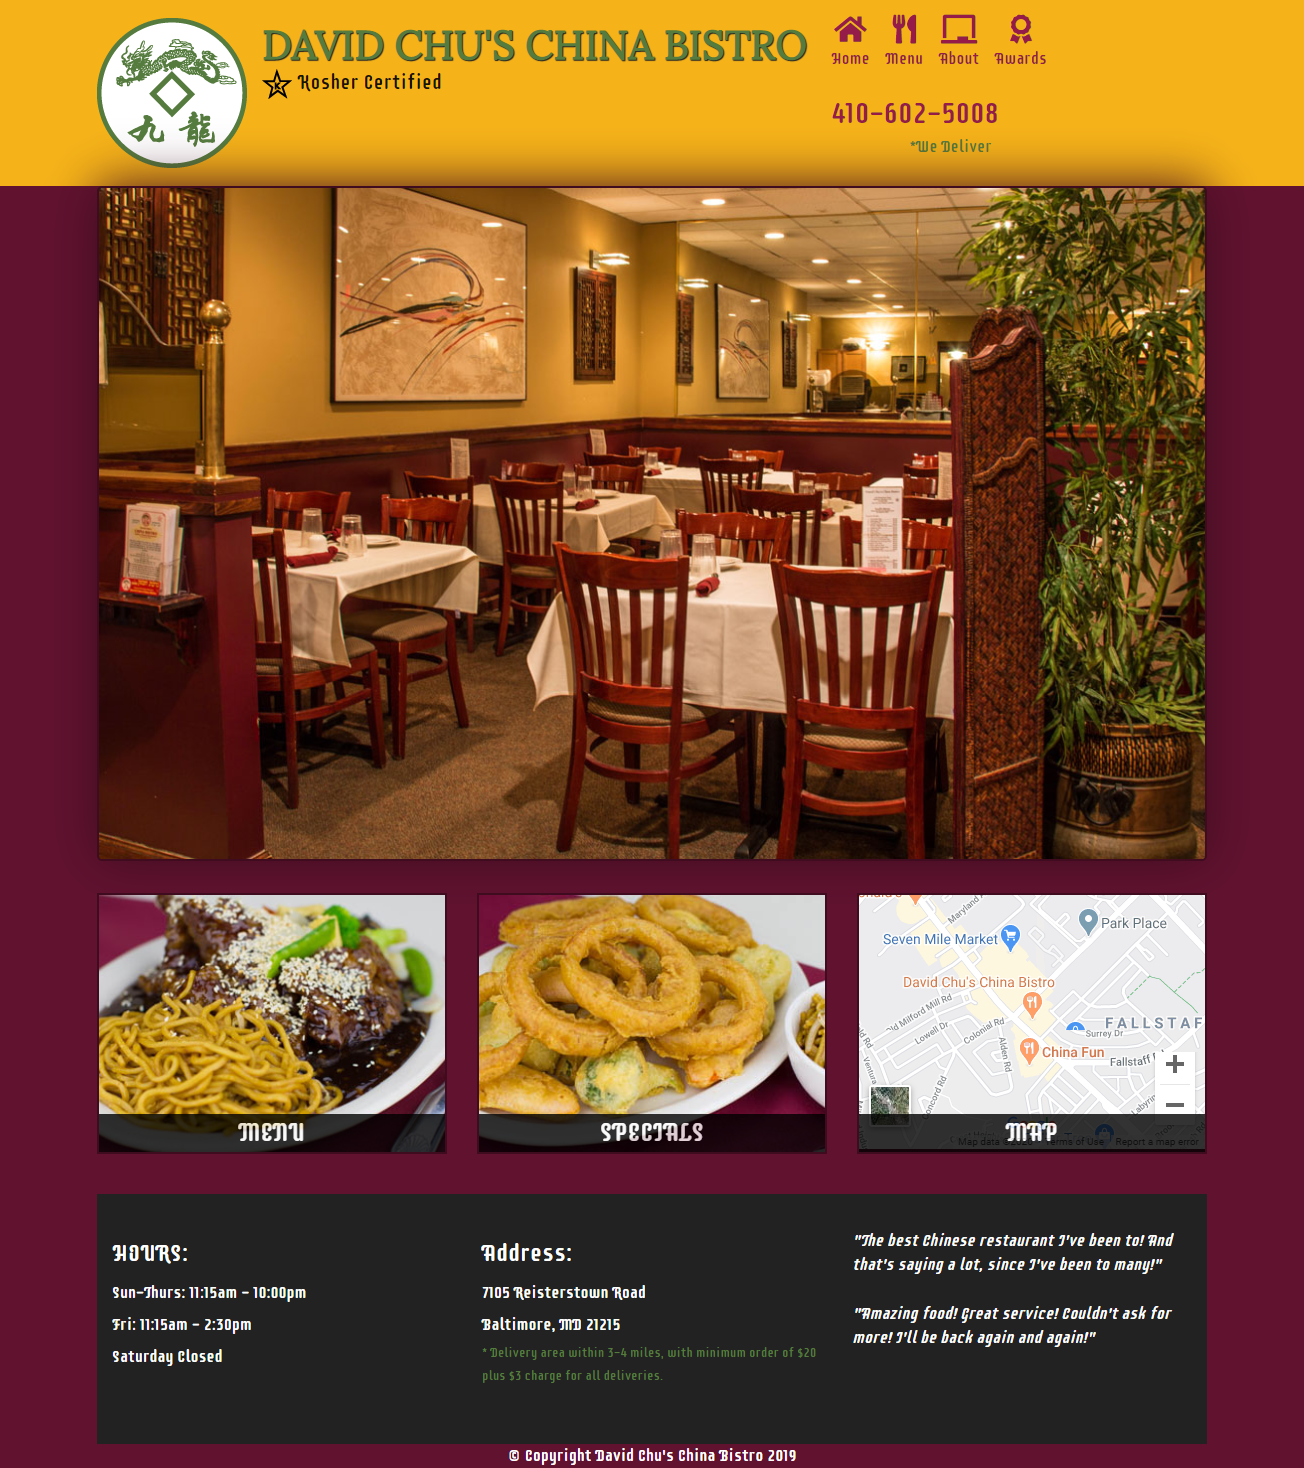 九 龍
DAVID CHU'S CHINA BISTRO
K
Kosher Certified
Home Menu About Awards
410-602-5008
*We Deliver
MENU
SPECIALS
Maryland
Park Place
Seven Mile Market
David Chu's China Bistro
Old Milford Mill Rd
Lowell Dr
Colonial Rd
FALLSTAF
Surrey Dr
China Fun
Alden Rd
Fallstaff
Ventura
Concord Rd
Labyrin
MAP
Map data ©2020 Terms of Use Report a map error
HOURS:
Sun-Thurs: 11:15am - 10:00pm
Fri: 11:15am - 2:30pm
Saturday Closed
Address:
7105 Reisterstown Road
Baltimore, MD 21215
* Delivery area within 3-4 miles, with minimum order of $20
plus $3 charge for all deliveries.
"The best Chinese restaurant I've been to! And
that's saying a lot, since I've been to many!"
"Amazing food! Great service! Couldn't ask for
more! I'll be back again and again!"
© Copyright David Chu's China Bistro 2019